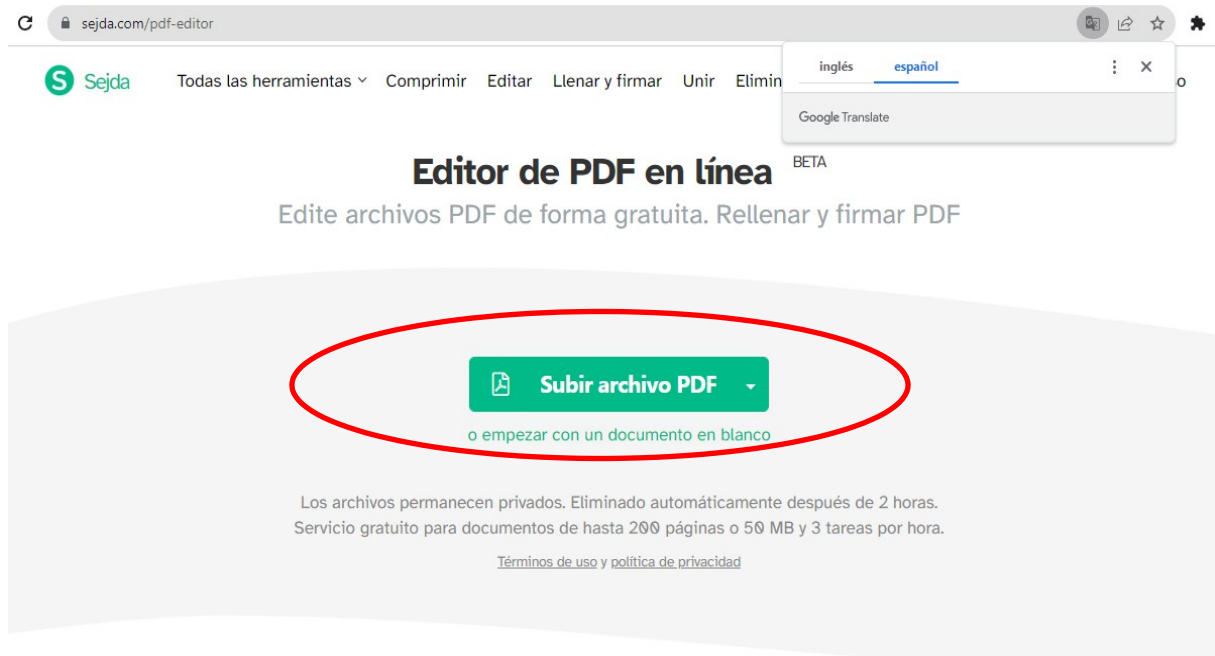 sejda.com/pdf-editor
inglés español
Google Translate
S Sejda Todas las herramientas Comprimir Editar Llenar y firmar Unir
BETA
Editor de PDF en línea
Edite archivos PDF de forma gratuita. Rellenar y firmar PDF
Subir archivo PDF
o empezar con un documento en blanco
Los archivos permanecen privados. Eliminado automáticamente después de 2 horas.
Servicio gratuito para documentos de hasta 200 páginas o 50 MB y 3 tareas por hora.
Términos de uso y política de privacidad